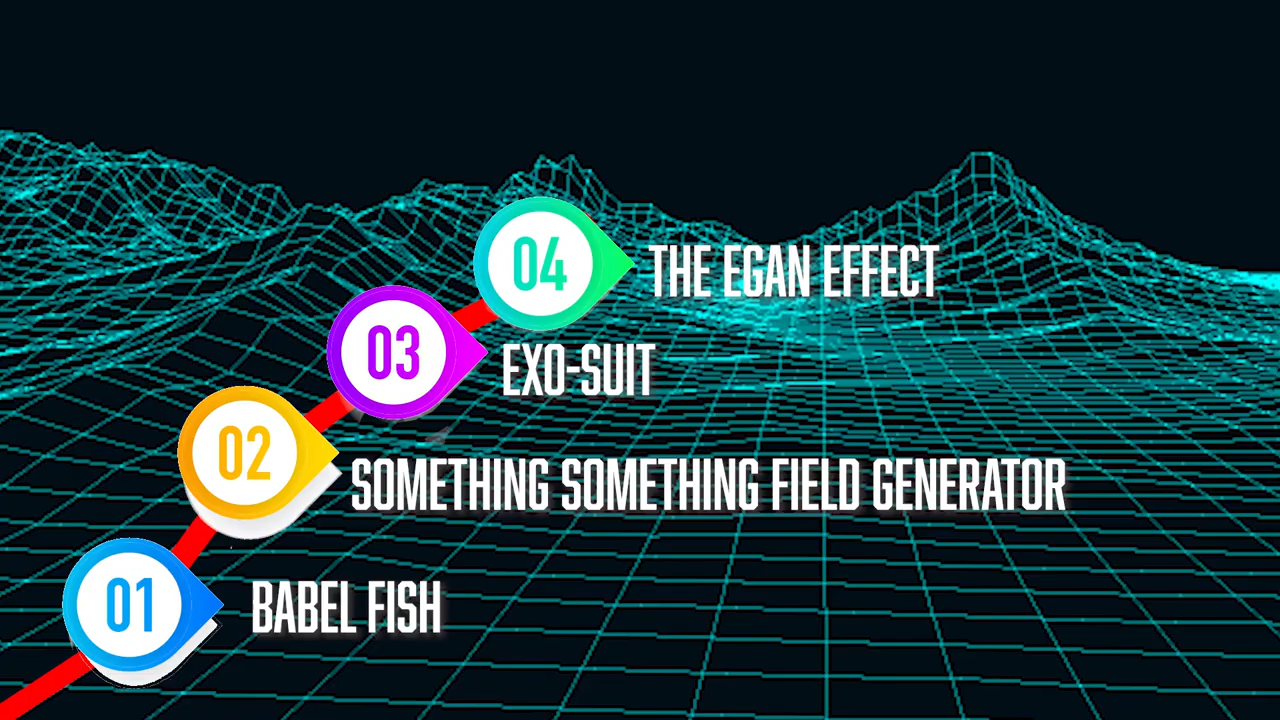 04 THE EGAN EFFECT
03 EXO-SUIT
02 SOMETHING SOMETHING FIELD GENERATOR
01 BABEL FISH